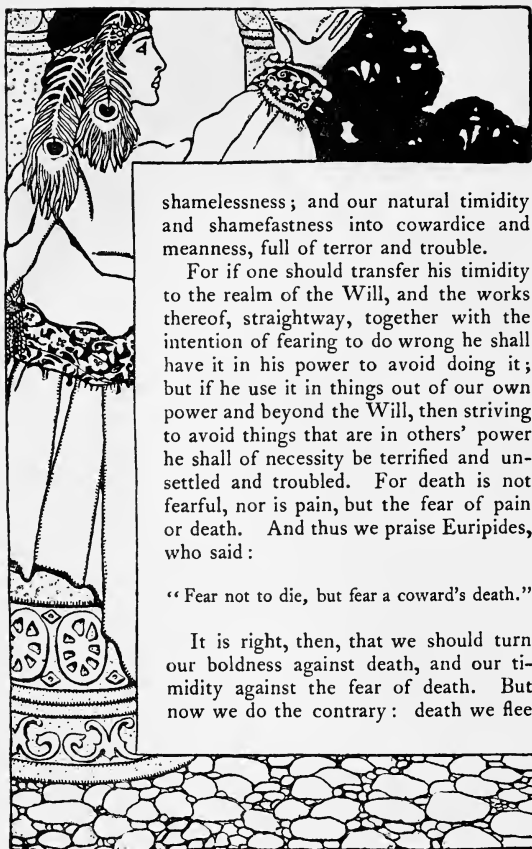 shamelessness; and our natural timidity
and shamefastness into cowardice and
meanness, full of terror and trouble.
For if one should transfer his timidity
to the realm of the Will, and the works
thereof, straightway, together with the
intention of fearing to do wrong he shall
have it in his power to avoid doing it;
but if he use it in things out of our own
power and beyond the Will, then striving
to avoid things that are in others' power
he shall of necessity be terrified and un-
settled and troubled. For death is not
fearful, nor is pain, but the fear of pain
or death. And thus we praise Euripides,
who said:
"Fear not to die, but fear a coward's death."
It is right, then, that we should turn
our boldness against death, and our ti-
midity against the fear of death. But
now we do the contrary: death we flee